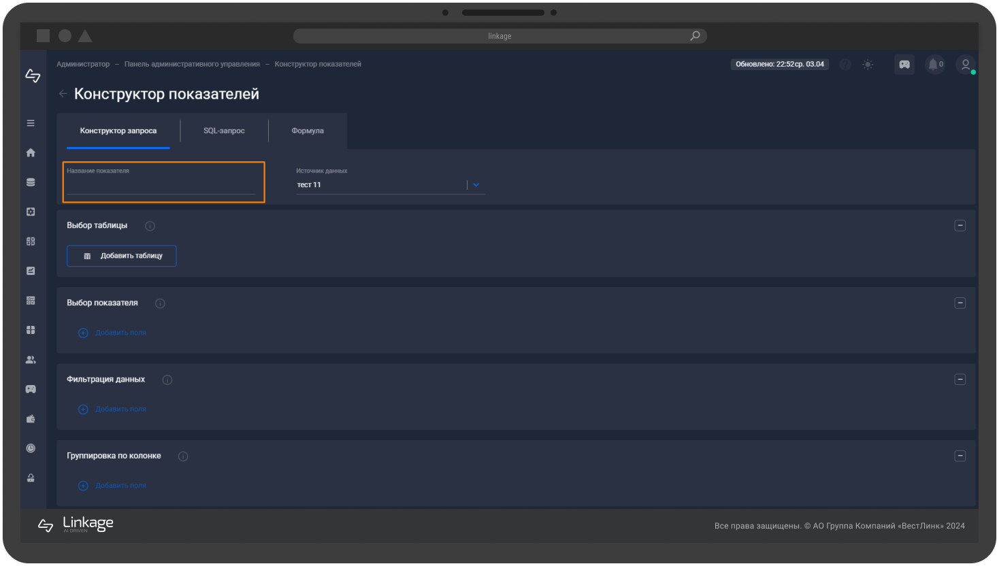 linkage
Администратор – Панель административного управления – Конструктор показателей
Обновлено: 22:52 ср. 03.04
0
Конструктор показателей
Конструктор запроса
SQL-запрос
Формула
Название показателя
Источник данных
тест 11
Выбор таблицы
Добавить таблицу
Выбор показателя
Добавить поля
Фильтрация данных
Добавить поля
Группировка по колонке
Добавить поля
Linkage
AI DRIVEN
Все права защищены. © АО Группа Компаний «ВестЛинк» 2024